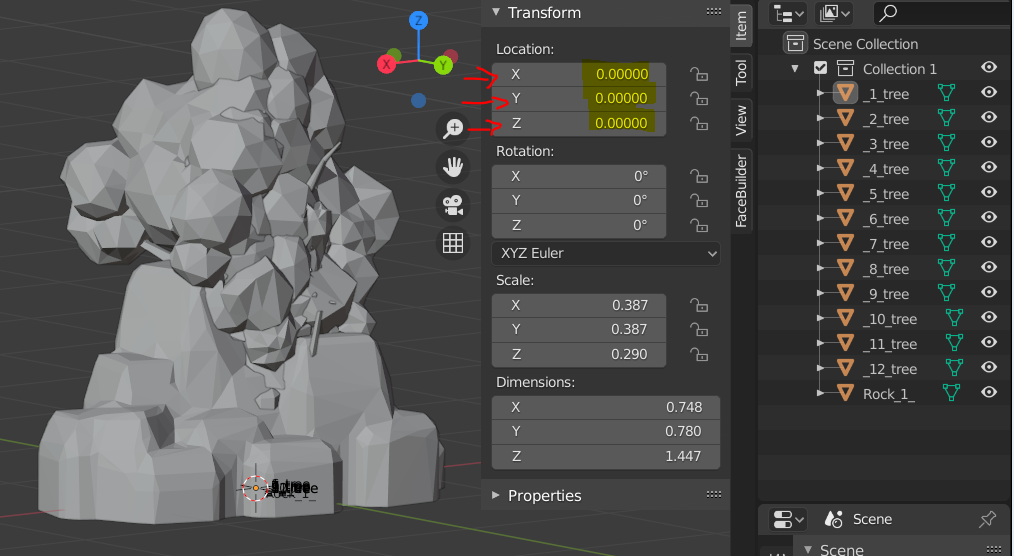 Z
X
Y
Transform
Location:
X 0.00000
Y 0.00000
Z 0.00000
Rotation:
X 0°
Y 0°
Z 0°
XYZ Euler
Scale:
X 0.387
Y 0.387
Z 0.290
Dimensions:
X 0.748
Y 0.780
Z 1.447
Properties
Item
Tool
View
FaceBuilder
Scene Collection
Collection 1
_1_tree
_2_tree
_3_tree
_4_tree
_5_tree
_6_tree
_7_tree
_8_tree
_9_tree
_10_tree
_11_tree
_12_tree
Rock_1_
Scene
Scene